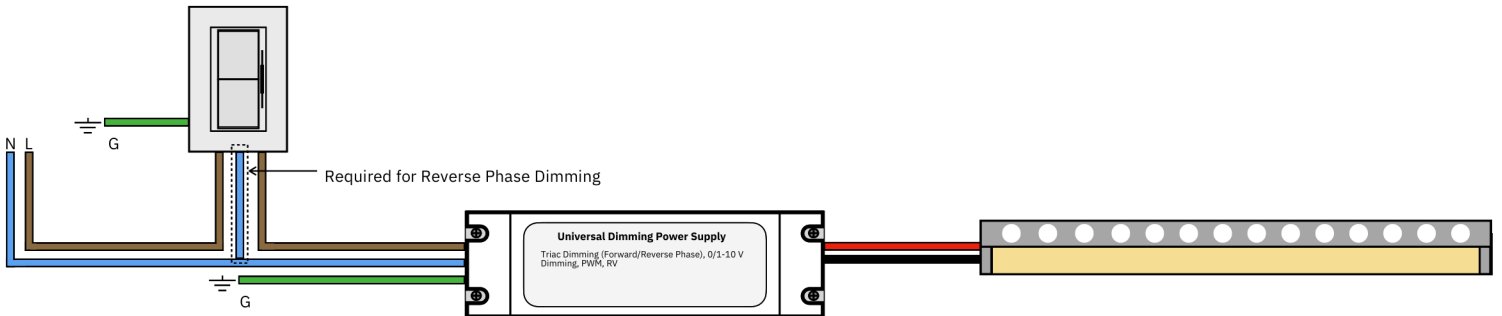 N L
G
Required for Reverse Phase Dimming
Universal Dimming Power Supply
Triac Dimming (Forward/Reverse Phase), 0/1-10 V
Dimming, PWM, RV
G